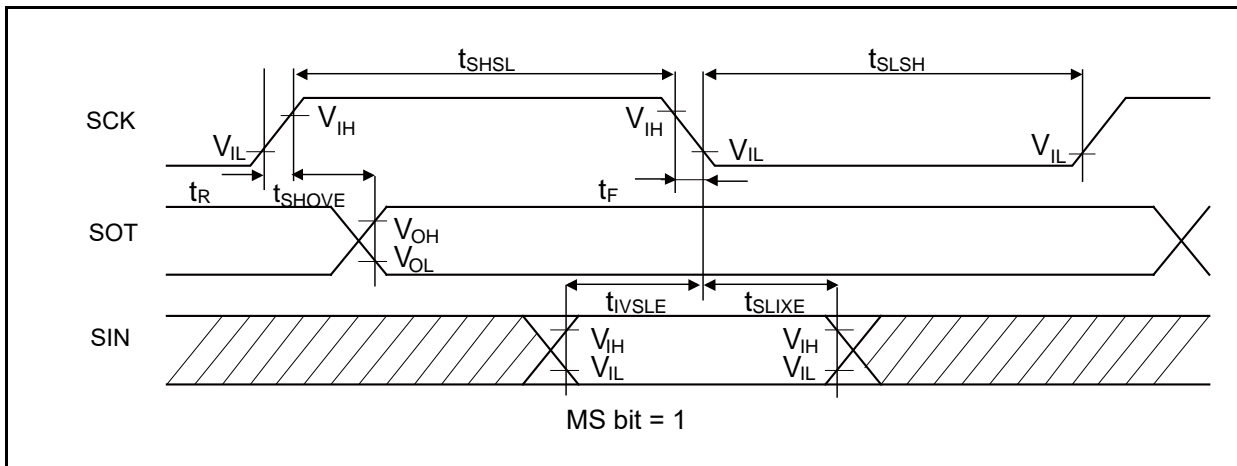 tSHSL tSLSH
SCK VIH VIH
VIL VIL VIL
tR tSHOVE tF
SOT VOH
VOL
tIVSLE tSLIXE
SIN VIH VIH
VIL VIL
MS bit = 1